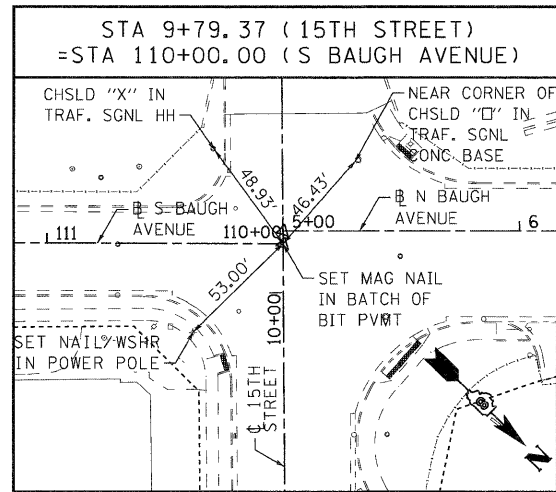 STA 9+79.37 (15TH STREET)
=STA 110+00.00 (S BAUGH AVENUE)
CHSLD "X" IN
TRAF. SGNL HH
NEAR CORNER OF
CHSLD "□" IN
TRAF. SGNL
CONC BASE
48.93'
46.43'
B S BAUGH
AVENUE
B N BAUGH
AVENUE
111
110+00
5+00
6
53.00'
SET MAG NAIL
IN BATCH OF
BIT PVMT
10+00
SET NAIL/WSHR
IN POWER POLE
℄ 15TH
STREET
N